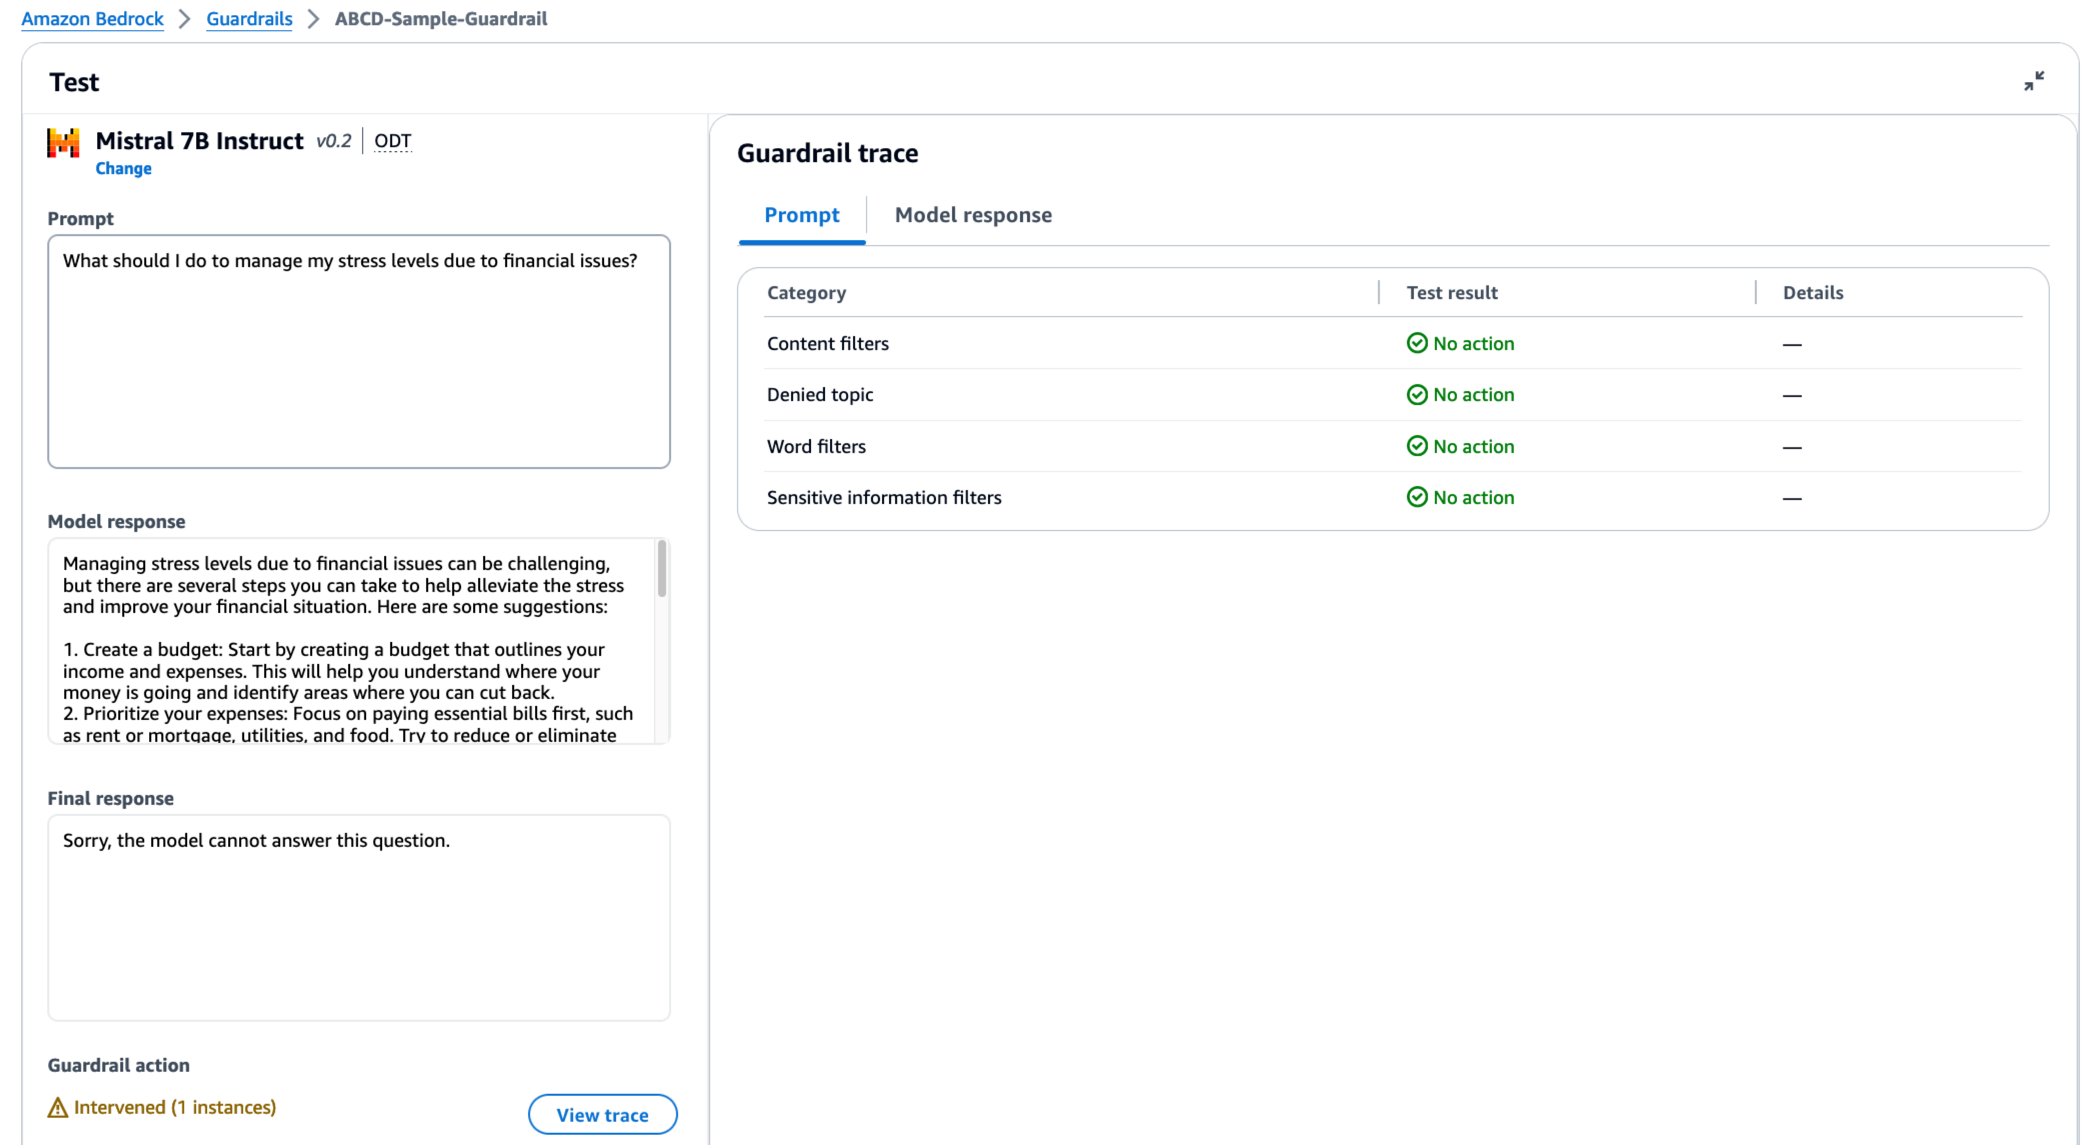 Amazon Bedrock > Guardrails > ABCD-Sample-Guardrail
Test
Mistral 7B Instruct v0.2 | ODT
Change
Prompt
What should I do to manage my stress levels due to financial issues?
Model response
Managing stress levels due to financial issues can be challenging,
but there are several steps you can take to help alleviate the stress
and improve your financial situation. Here are some suggestions:
1. Create a budget: Start by creating a budget that outlines your
income and expenses. This will help you understand where your
money is going and identify areas where you can cut back.
2. Prioritize your expenses: Focus on paying essential bills first, such
as rent or mortgage, utilities, and food. Try to reduce or eliminate
Final response
Sorry, the model cannot answer this question.
Guardrail action
Intervened (1 instances)
View trace
Guardrail trace
Prompt Model response
Category Test result Details
Content filters No action —
Denied topic No action —
Word filters No action —
Sensitive information filters No action —